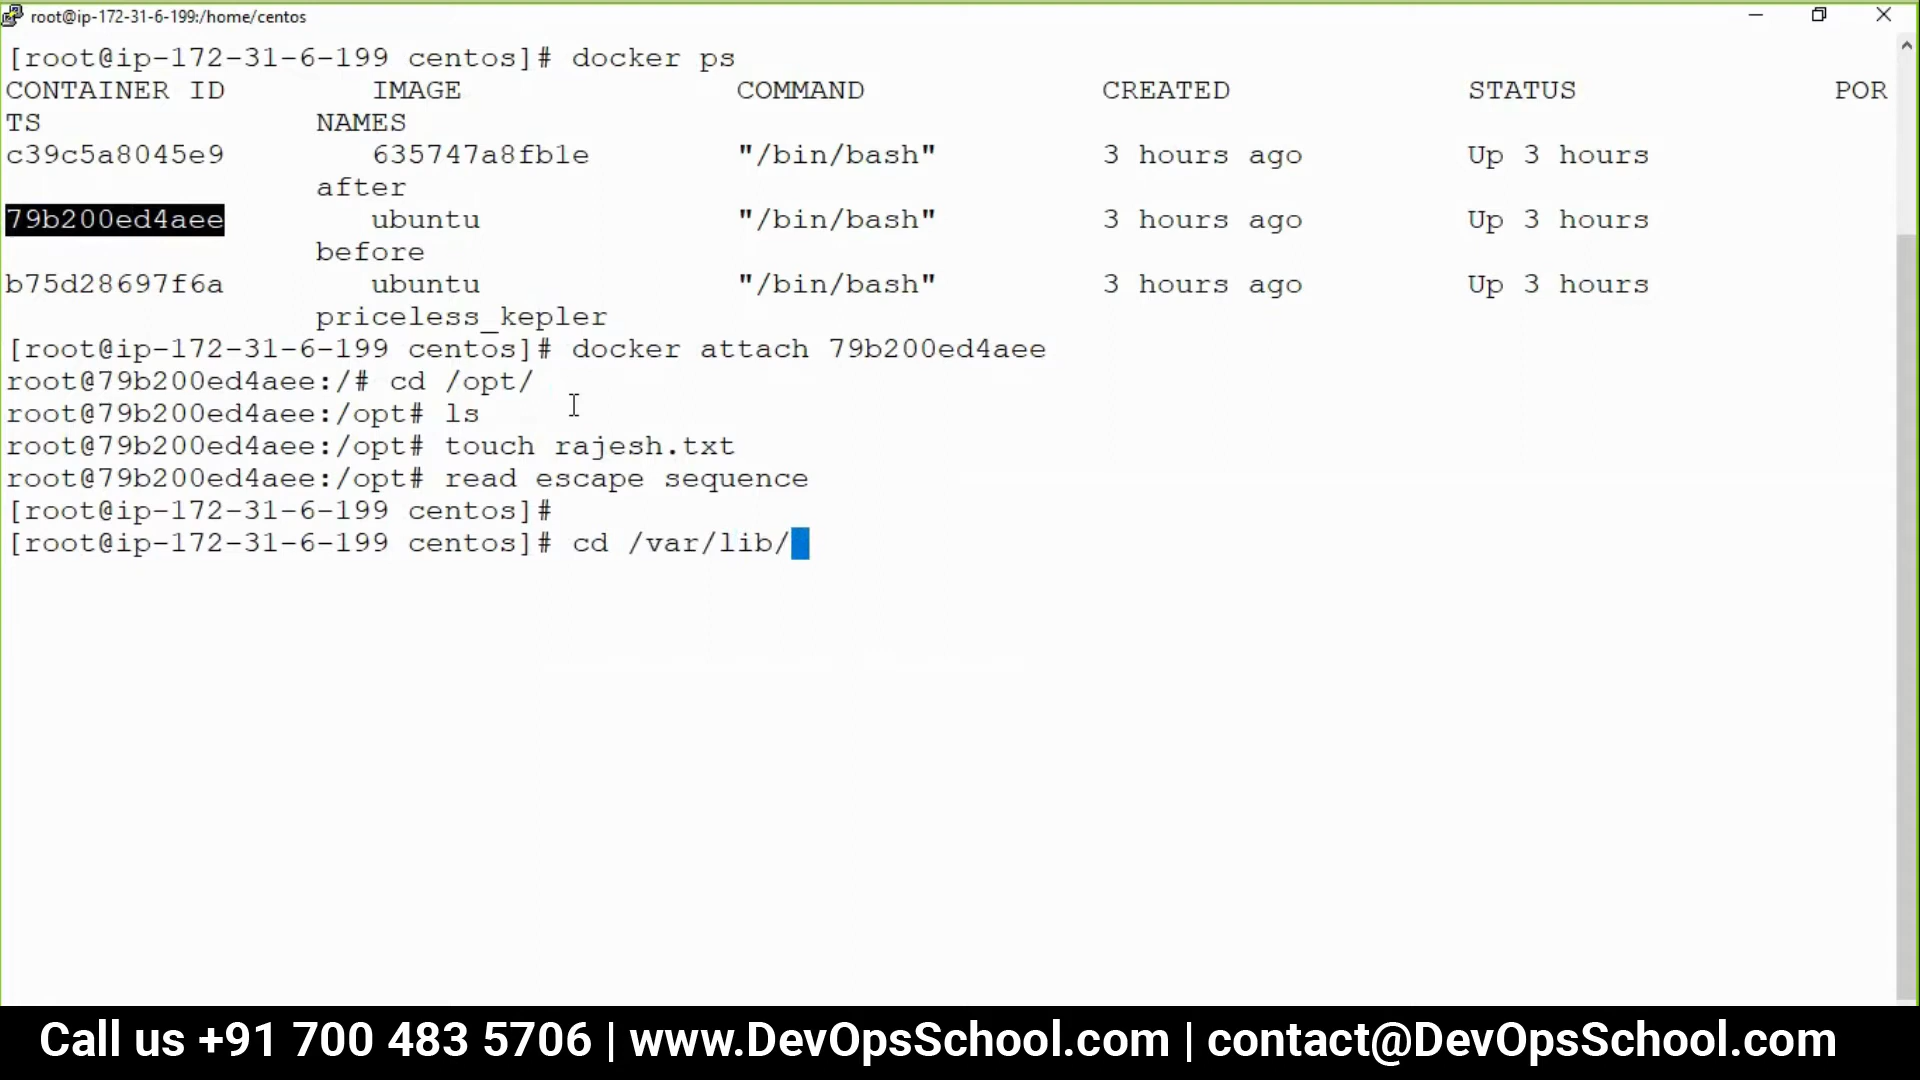 root@ip-172-31-6-199:/home/centos
[root@ip-172-31-6-199 centos]# docker ps
CONTAINER ID        IMAGE               COMMAND             CREATED             STATUS              POR
TS                 NAMES
c39c5a8045e9        635747a8fb1e        "/bin/bash"         3 hours ago         Up 3 hours
                 after
79b200ed4aee        ubuntu              "/bin/bash"         3 hours ago         Up 3 hours
                 before
b75d28697f6a        ubuntu              "/bin/bash"         3 hours ago         Up 3 hours
                 priceless_kepler
[root@ip-172-31-6-199 centos]# docker attach 79b200ed4aee
root@79b200ed4aee:/# cd /opt/
root@79b200ed4aee:/opt# ls
root@79b200ed4aee:/opt# touch rajesh.txt
root@79b200ed4aee:/opt# read escape sequence
[root@ip-172-31-6-199 centos]#
[root@ip-172-31-6-199 centos]# cd /var/lib/
Call us +91 700 483 5706 | www.DevOpsSchool.com | contact@DevOpsSchool.com